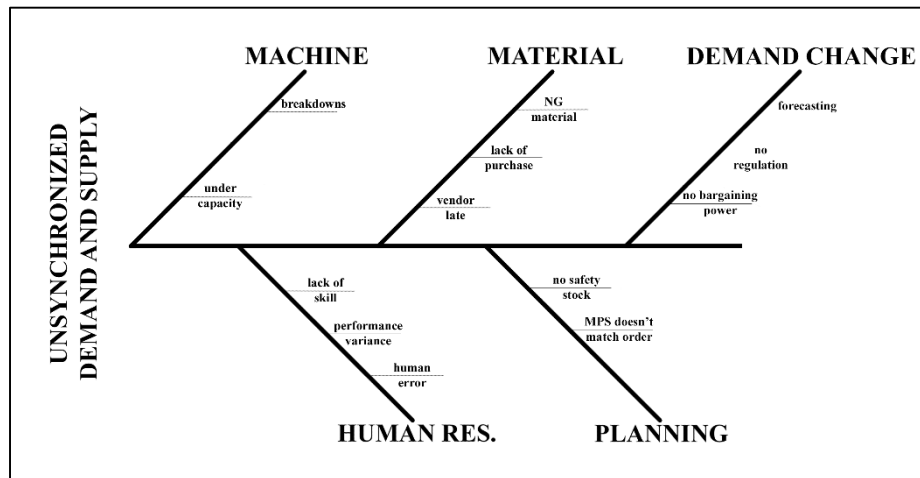 MACHINE
MATERIAL
DEMAND CHANGE
breakdowns
under
capacity
NG
material
lack of
purchase
vendor
late
forecasting
no
regulation
no bargaining
power
UNSYNCHRONIZED
DEMAND AND SUPPLY
lack of
skill
performance
variance
human
error
no safety
stock
MPS doesn't
match order
HUMAN RES.
PLANNING